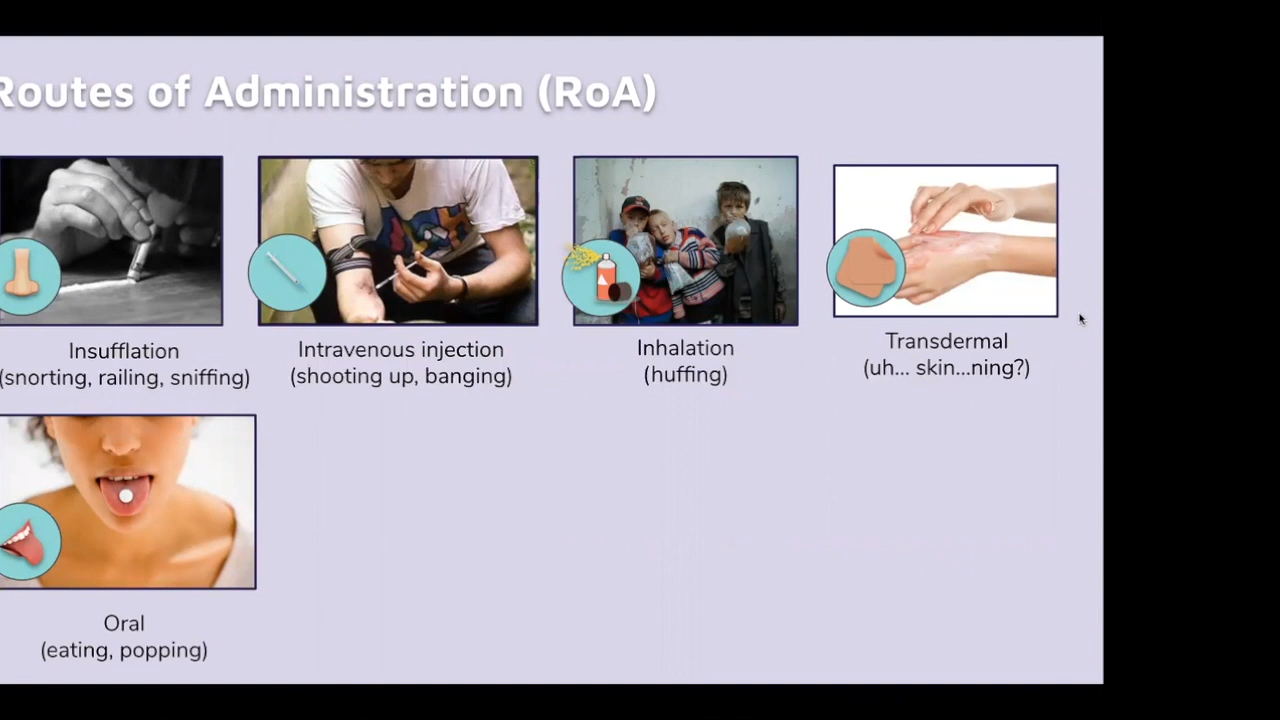 Routes of Administration (RoA)
Insufflation
(snorting, railing, sniffing)
Intravenous injection
(shooting up, banging)
Inhalation
(huffing)
Transdermal
(uh... skin...ning?)
Oral
(eating, popping)